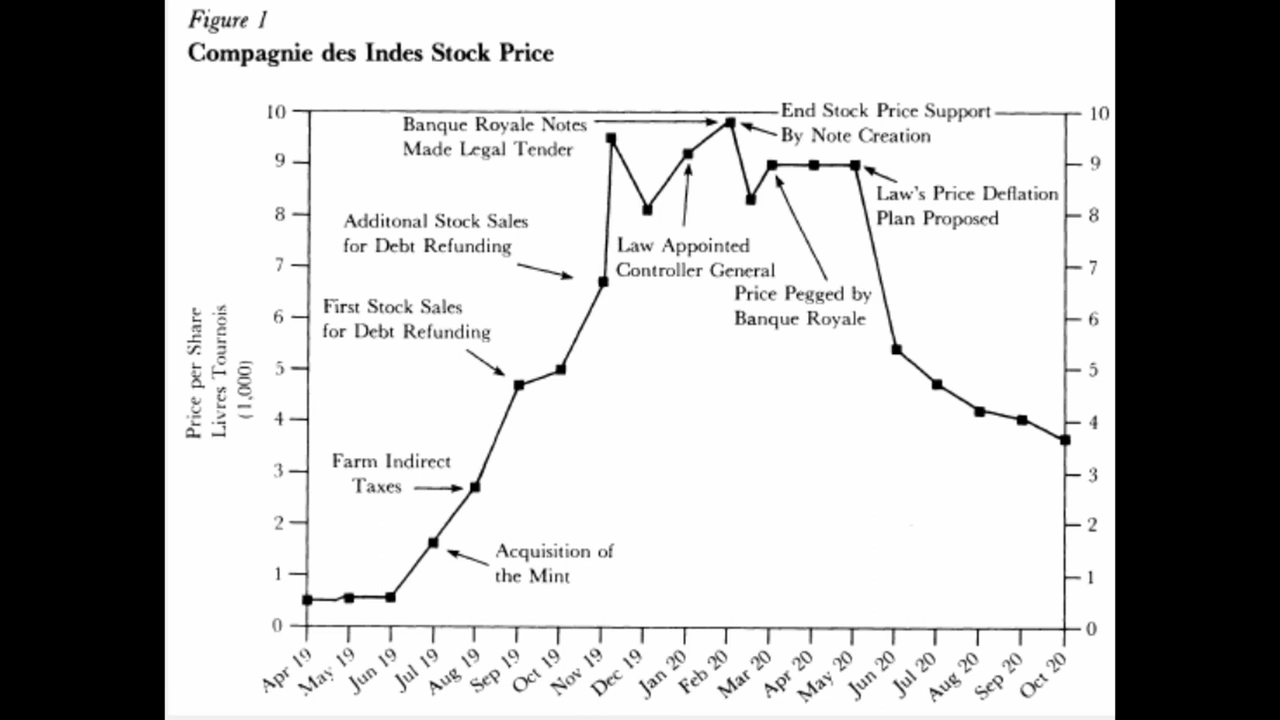 Figure 1
Compagnie des Indes Stock Price
10
9
8
7
6
5
4
3
2
1
0
Price per Share
Livres Tournois
(1,000)
Banque Royale Notes
Made Legal Tender
End Stock Price Support
By Note Creation
Additonal Stock Sales
for Debt Refunding
Law's Price Deflation
Plan Proposed
Law Appointed
Controller General
Price Pegged by
Banque Royale
First Stock Sales
for Debt Refunding
Farm Indirect
Taxes
Acquisition of
the Mint
10
9
8
7
6
5
4
3
2
1
0
Apr 19
May 19
Jun 19
Jul 19
Aug 19
Sep 19
Oct 19
Nov 19
Dec 19
Jan 20
Feb 20
Mar 20
Apr 20
May 20
Jun 20
Jul 20
Aug 20
Sep 20
Oct 20